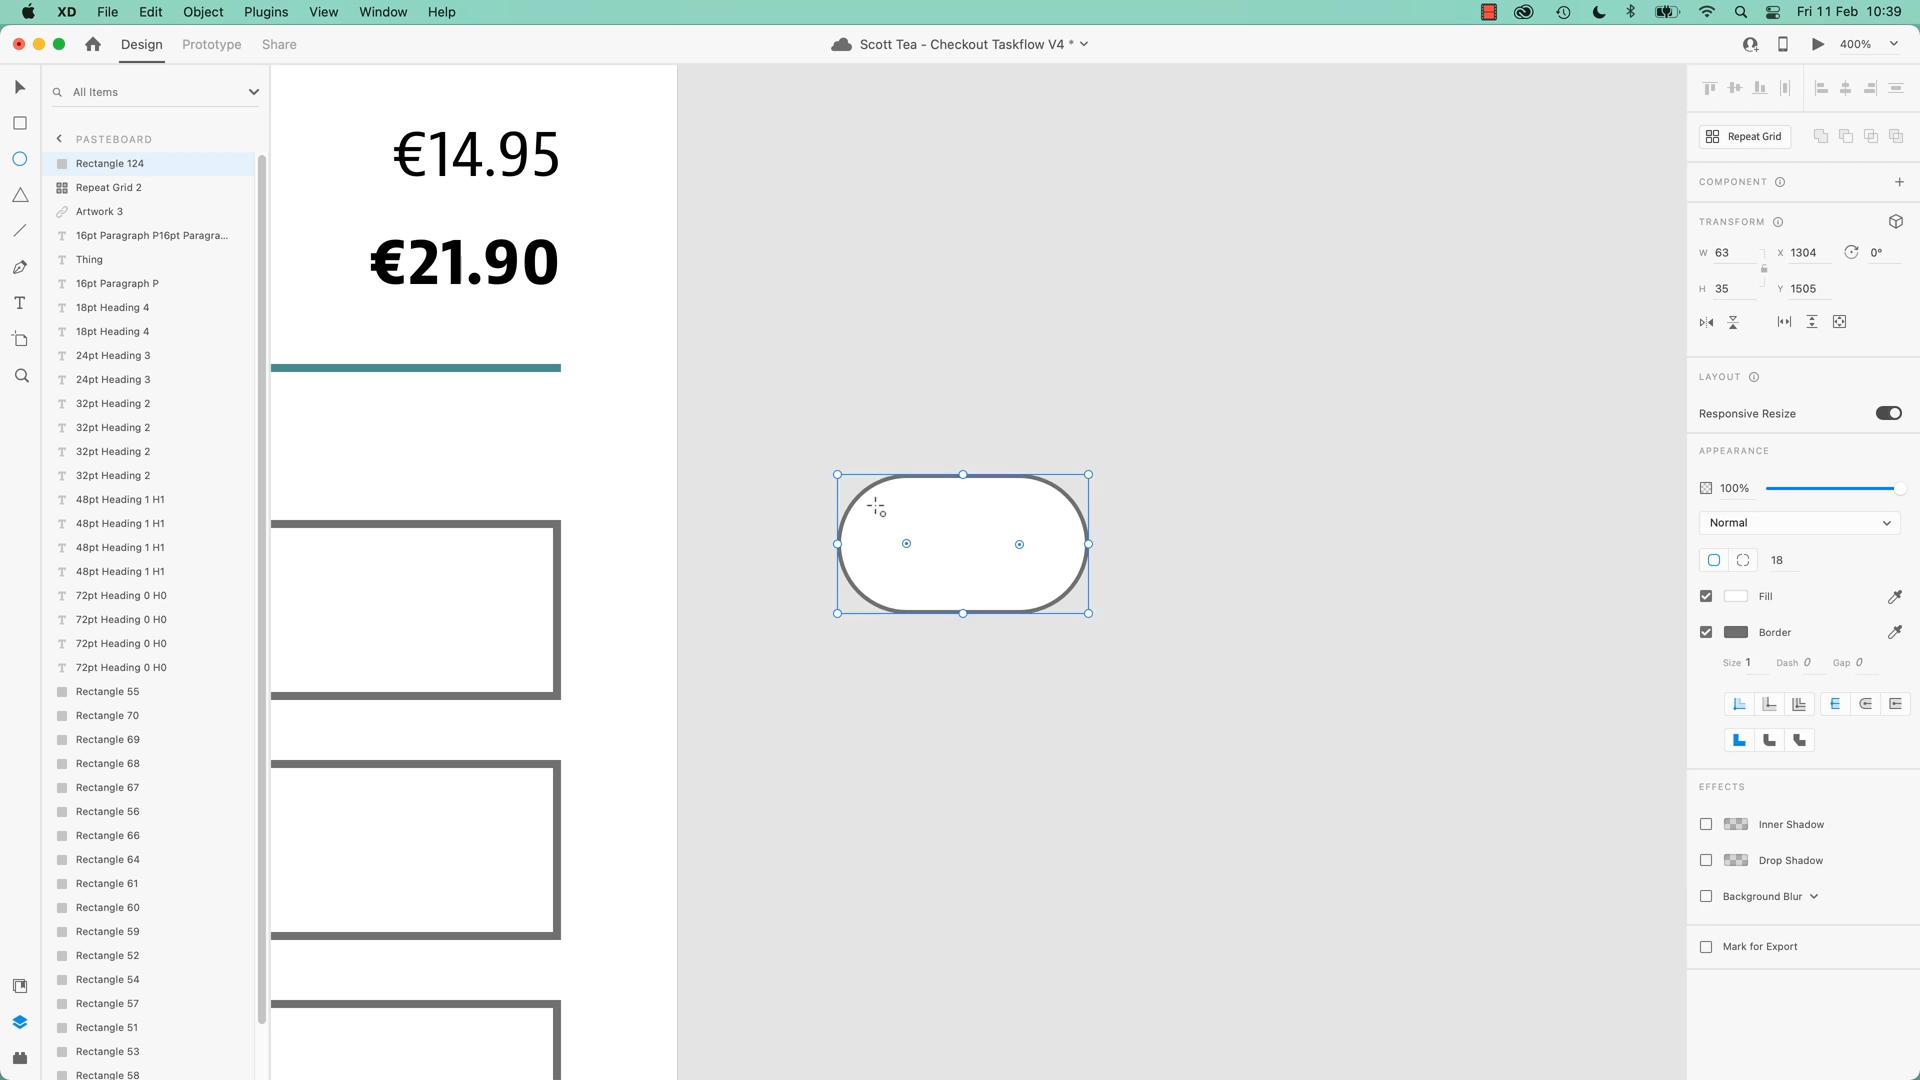 XD File Edit Object Plugins View Window Help Fri 11 Feb 10:39
Design Prototype Share Scott Tea - Checkout Taskflow V4 * 400%
All Items
PASTEBOARD
Rectangle 124
Repeat Grid 2
Artwork 3
16pt Paragraph P16pt Paragra...
Thing
16pt Paragraph P
18pt Heading 4
18pt Heading 4
24pt Heading 3
24pt Heading 3
32pt Heading 2
32pt Heading 2
32pt Heading 2
32pt Heading 2
48pt Heading 1 H1
48pt Heading 1 H1
48pt Heading 1 H1
48pt Heading 1 H1
72pt Heading 0 H0
72pt Heading 0 H0
72pt Heading 0 H0
72pt Heading 0 H0
Rectangle 55
Rectangle 70
Rectangle 69
Rectangle 68
Rectangle 67
Rectangle 56
Rectangle 66
Rectangle 64
Rectangle 61
Rectangle 60
Rectangle 59
Rectangle 52
Rectangle 54
Rectangle 57
Rectangle 51
Rectangle 53
Rectangle 58
€14.95
€21.90
Repeat Grid
COMPONENT
TRANSFORM
W 63 X 1304 0°
H 35 Y 1505
LAYOUT
Responsive Resize
APPEARANCE
100%
Normal
18
Fill
Border
Size 1 Dash 0 Gap 0
EFFECTS
Inner Shadow
Drop Shadow
Background Blur
Mark for Export